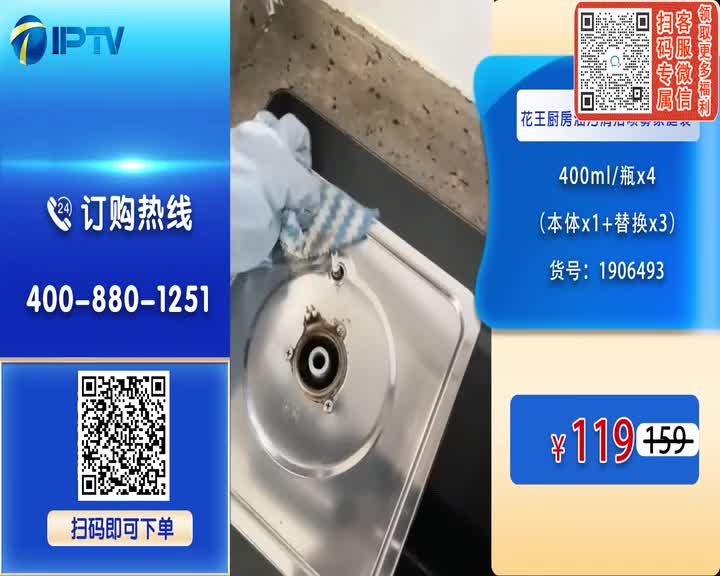 IPTV
24
订购热线
400-880-1251
扫码即可下单
扫码专属
客服微信
领取更多福利
花王厨房油污清洁喷雾家庭装
400ml/瓶x4
(本体x1+替换x3)
货号：1906493
¥119
159